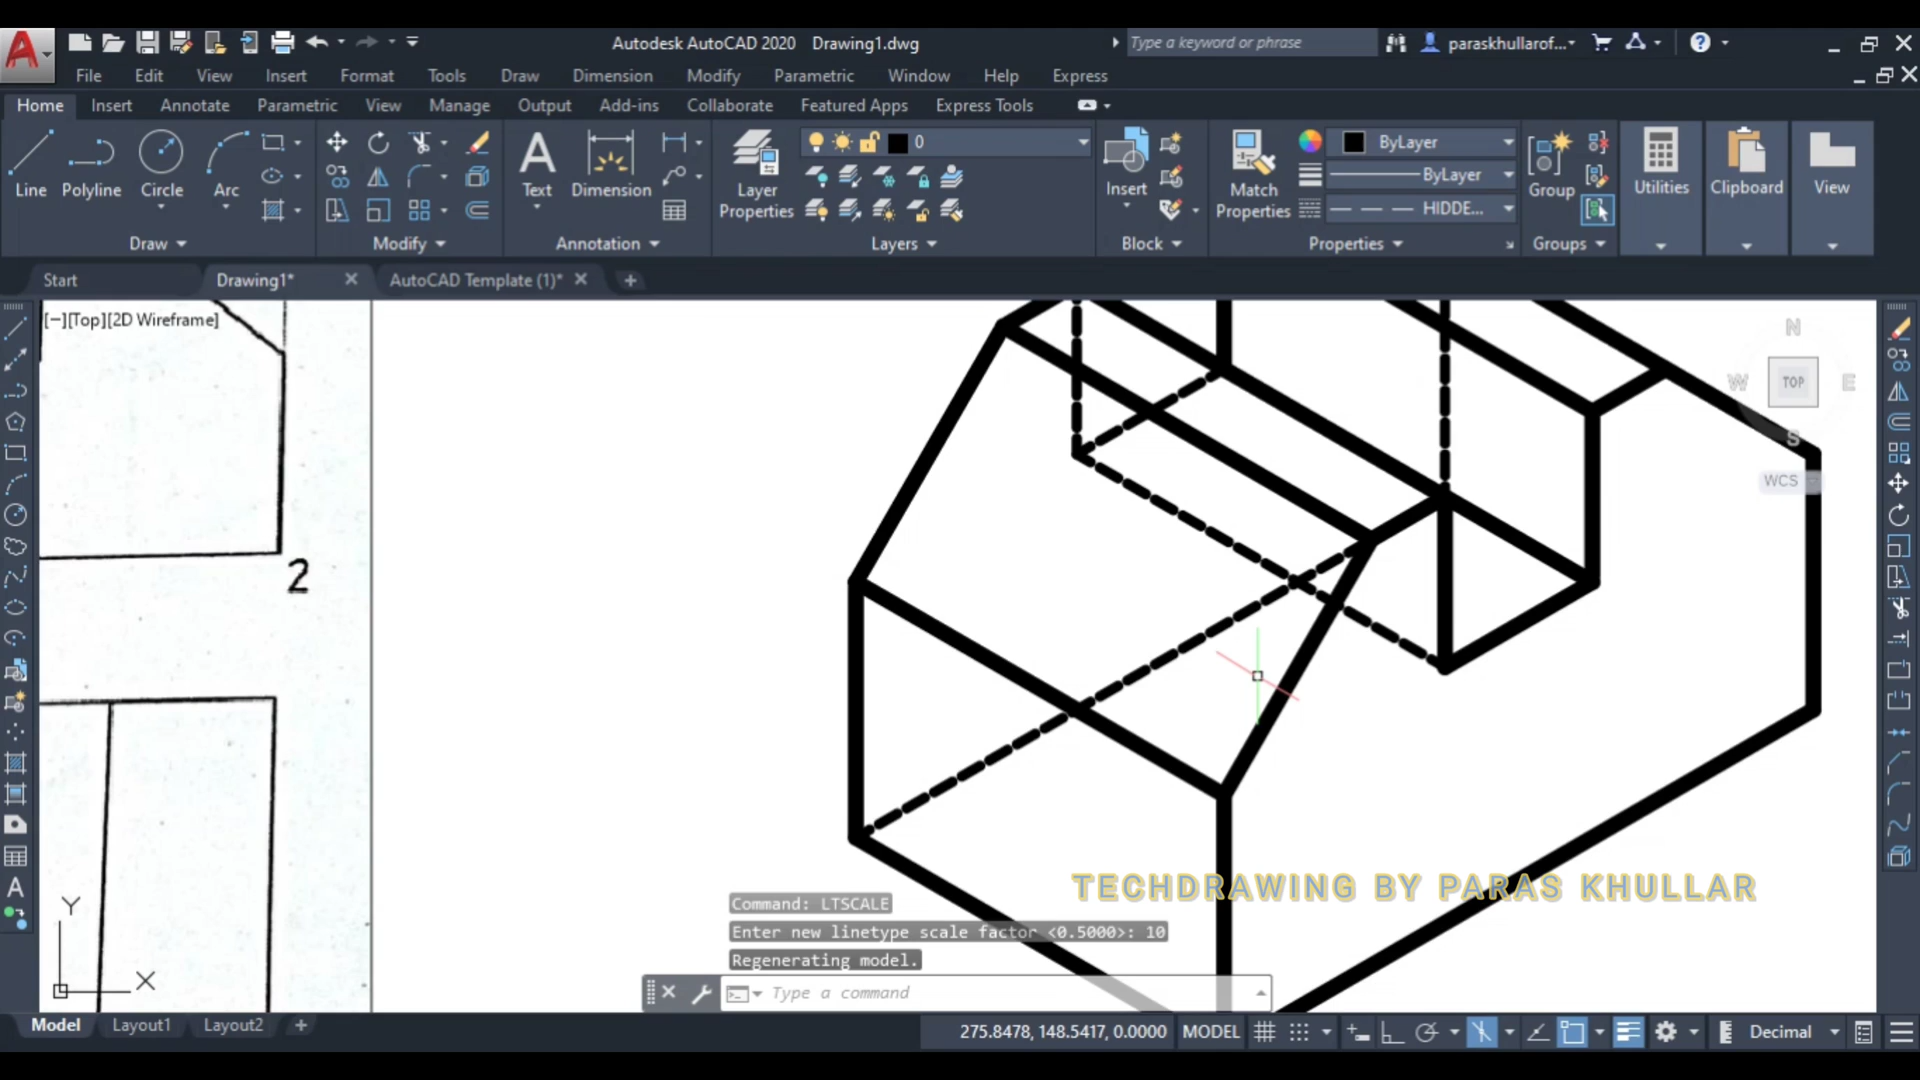 Autodesk AutoCAD 2020 Drawing1.dwg
Type a keyword or phrase
paraskhullarof...
File Edit View Insert Format Tools Draw Dimension Modify Parametric Window Help Express
Home Insert Annotate Parametric View Manage Output Add-ins Collaborate Featured Apps Express Tools
0
ByLayer
ByLayer
HIDDE...
Line Polyline Circle Arc
Text Dimension
Layer Properties
Insert
Match Properties
Group
Utilities
Clipboard
View
Draw Modify Annotation Layers Block Properties Groups
Start Drawing1* AutoCAD Template (1)*
[−][Top][2D Wireframe]
N
W TOP E
S
WCS
2
TECHDRAWING BY PARAS KHULLAR
Command: LTSCALE
Enter new linetype scale factor <0.5000>: 10
Regenerating model.
Type a command
Y
X
Model Layout1 Layout2
275.8478, 148.5417, 0.0000 MODEL
Decimal